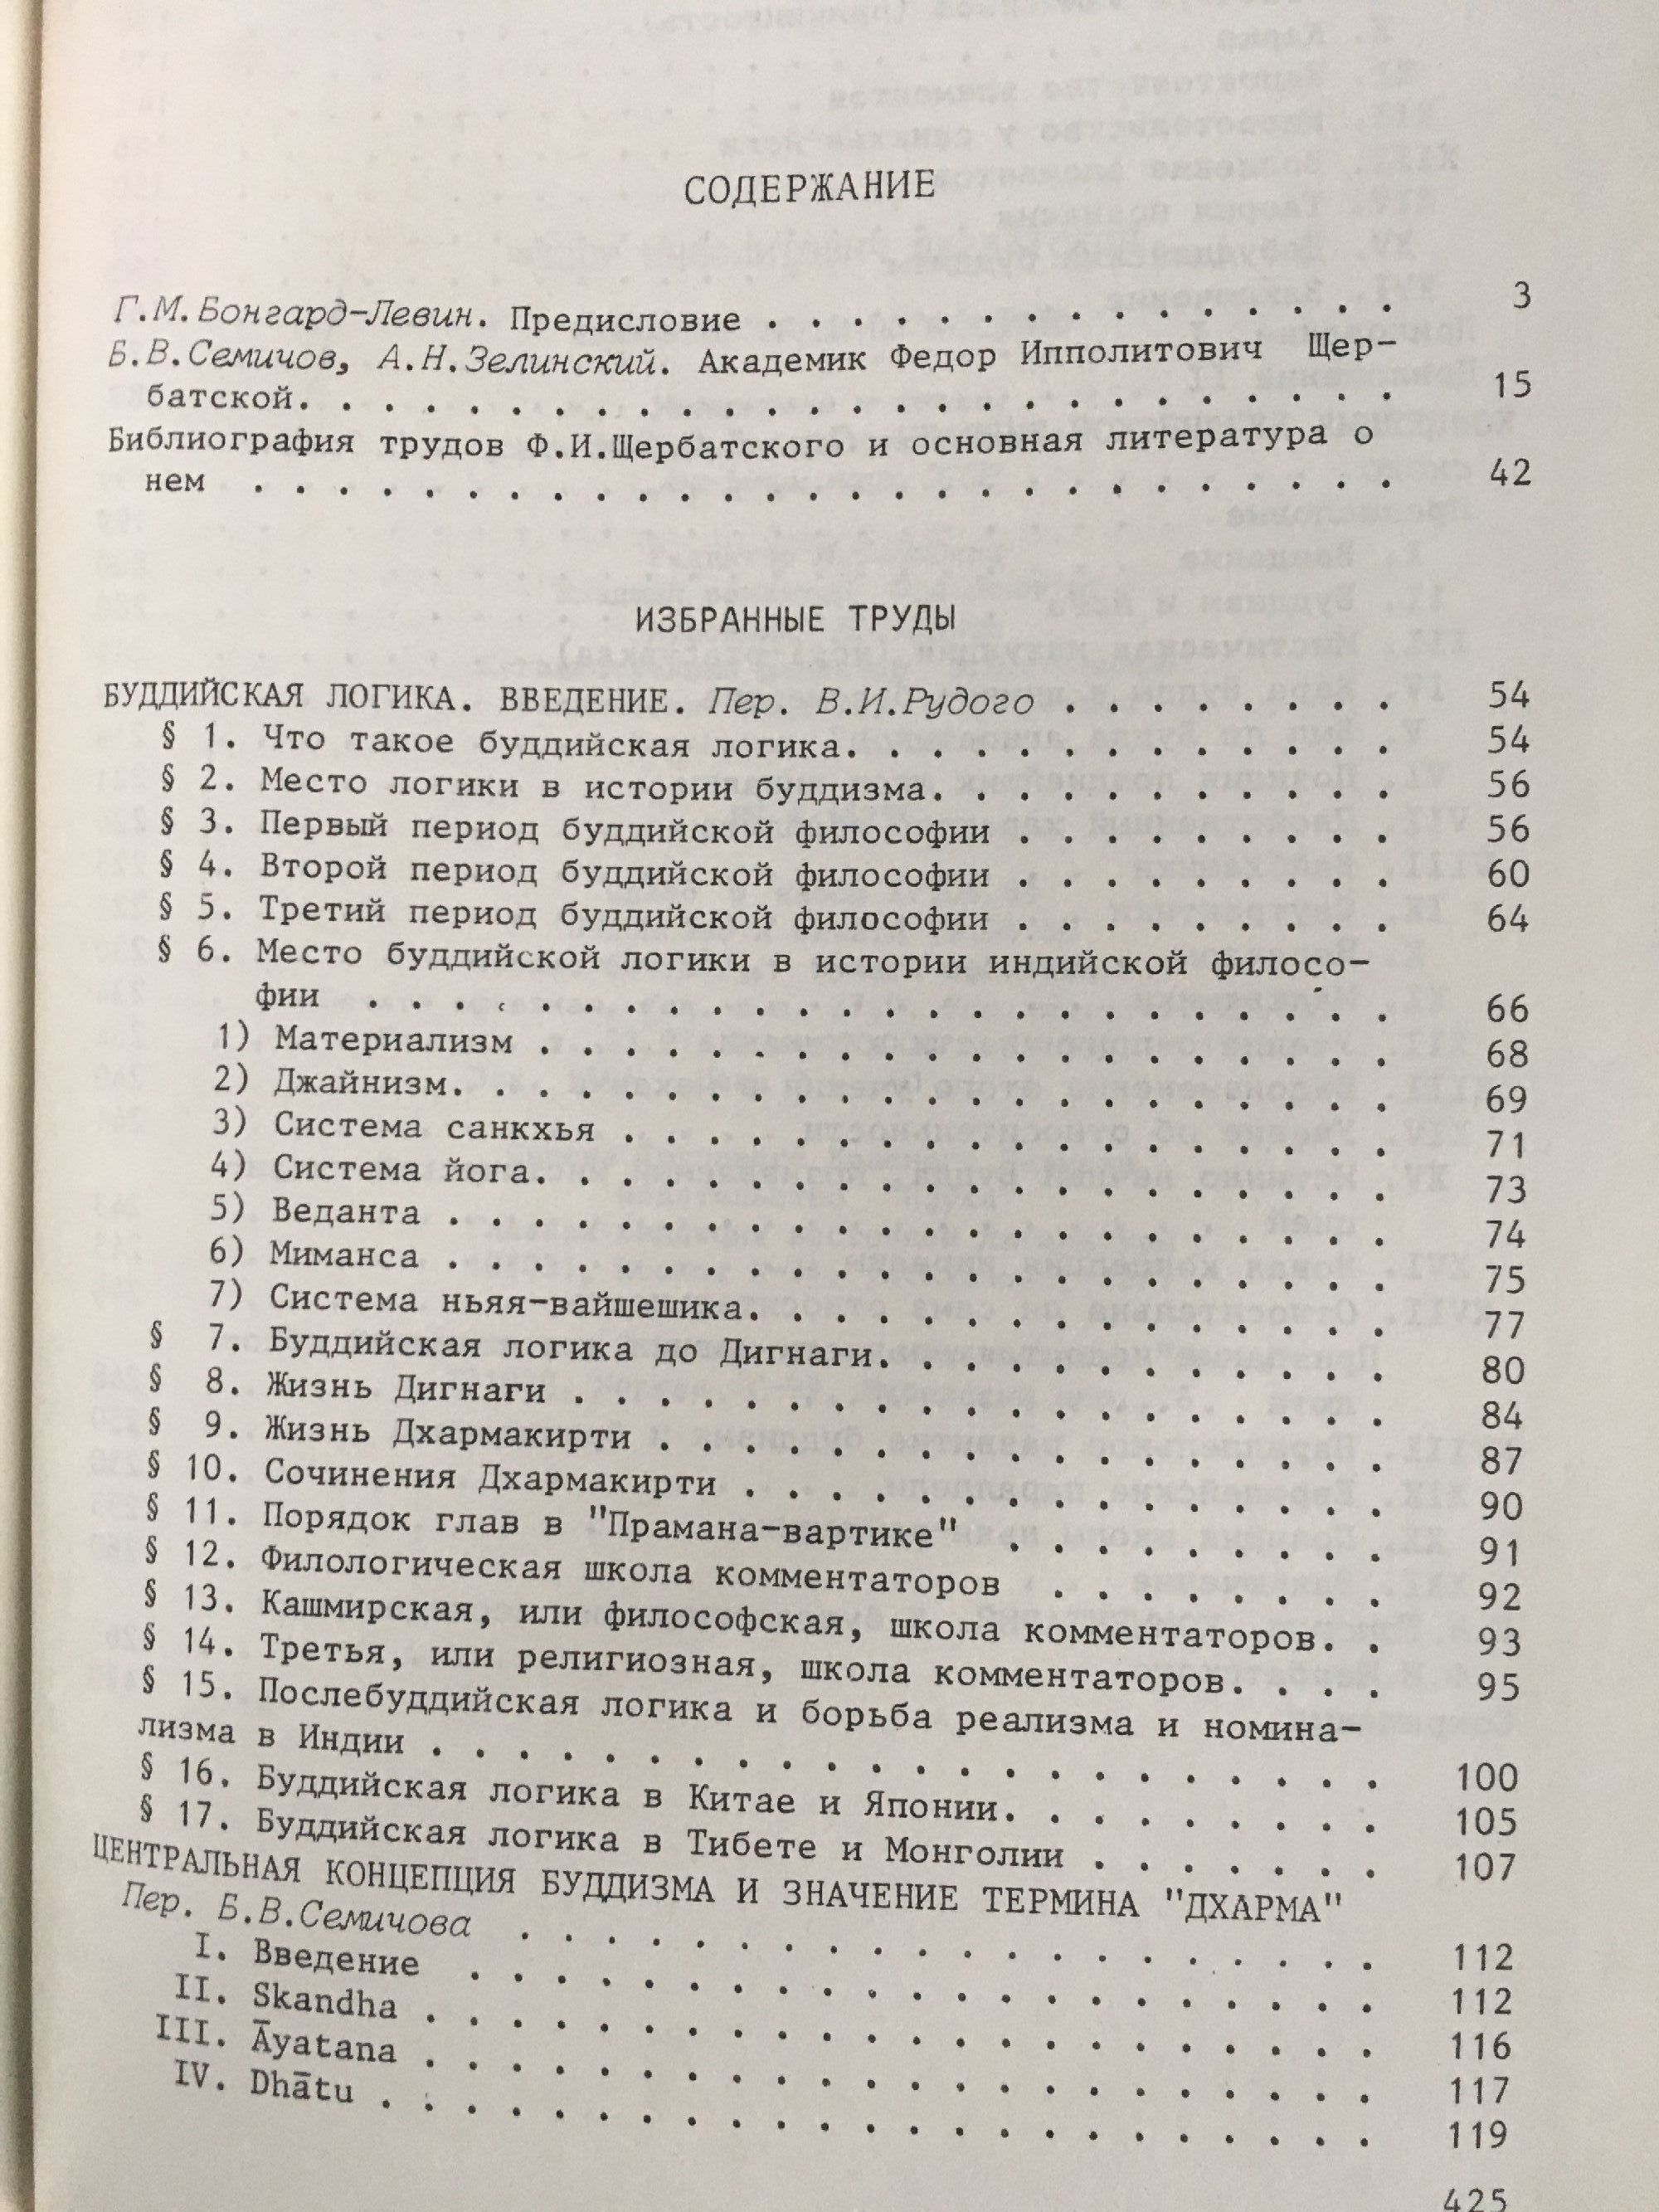 СОДЕРЖАНИЕ
Г.М.Бонгард-Левин. Предисловие . . . . . . . . . . . . . . . 3
Б.В.Семичов, А.Н.Зелинский. Академик Федор Ипполитович Щер-
батской. . . . . . . . . . . . . . . . . . . . . . . . . . 15
Библиография трудов Ф.И.Щербатского и основная литература о
нем . . . . . . . . . . . . . . . . . . . . . . . . . . . 42
ИЗБРАННЫЕ ТРУДЫ
БУДДИЙСКАЯ ЛОГИКА. ВВЕДЕНИЕ. Пер. В.И.Рудого . . . . . . . . 54
§ 1. Что такое буддийская логика. . . . . . . . . . . . . 54
§ 2. Место логики в истории буддизма. . . . . . . . . . . 56
§ 3. Первый период буддийской философии . . . . . . . . . 56
§ 4. Второй период буддийской философии . . . . . . . . . 60
§ 5. Третий период буддийской философии . . . . . . . . . 64
§ 6. Место буддийской логики в истории индийской филосо-
фии . . . . . . . . . . . . . . . . . . . . . . . . 66
1) Материализм . . . . . . . . . . . . . . . . . . . . 68
2) Джайнизм. . . . . . . . . . . . . . . . . . . . . . 69
3) Система санкхья . . . . . . . . . . . . . . . . . . 71
4) Система йога. . . . . . . . . . . . . . . . . . . . 73
5) Веданта . . . . . . . . . . . . . . . . . . . . . . 74
6) Миманса . . . . . . . . . . . . . . . . . . . . . . 75
7) Система ньяя-вайшешика. . . . . . . . . . . . . . . 77
§ 7. Буддийская логика до Дигнаги. . . . . . . . . . . . 80
§ 8. Жизнь Дигнаги . . . . . . . . . . . . . . . . . . . 84
§ 9. Жизнь Дхармакирти . . . . . . . . . . . . . . . . . 87
§ 10. Сочинения Дхармакирти . . . . . . . . . . . . . . . 90
§ 11. Порядок глав в "Прамана-вартике" . . . . . . . . . 91
§ 12. Филологическая школа комментаторов . . . . . . . . 92
§ 13. Кашмирская, или философская, школа комментаторов. . 93
§ 14. Третья, или религиозная, школа комментаторов. . . . 95
§ 15. Послебуддийская логика и борьба реализма и номина-
лизма в Индии . . . . . . . . . . . . . . . . . . . . . . 100
§ 16. Буддийская логика в Китае и Японии. . . . . . . . . 105
§ 17. Буддийская логика в Тибете и Монголии . . . . . . . 107
ЦЕНТРАЛЬНАЯ КОНЦЕПЦИЯ БУДДИЗМА И ЗНАЧЕНИЕ ТЕРМИНА "ДХАРМА"
Пер. Б.В.Семичова . . . . . . . . . . . . . . . . . . . . 112
I. Введение . . . . . . . . . . . . . . . . . . . . . . 112
II. Skandha . . . . . . . . . . . . . . . . . . . . . . 116
III. Āyatana . . . . . . . . . . . . . . . . . . . . . . 117
IV. Dhātu . . . . . . . . . . . . . . . . . . . . . . . 119
425